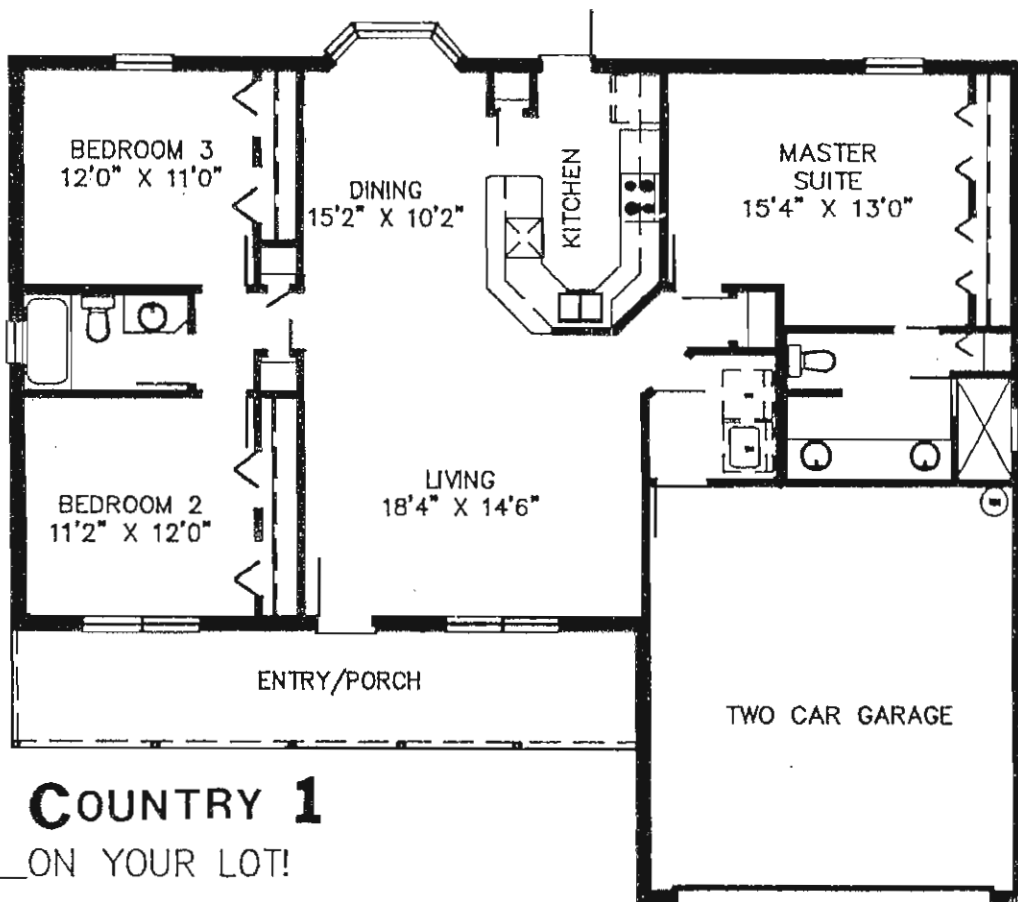 BEDROOM 3
12'0" X 11'0"
DINING
15'2" X 10'2"
KITCHEN
MASTER
SUITE
15'4" X 13'0"
BEDROOM 2
11'2" X 12'0"
LIVING
18'4" X 14'6"
ENTRY/PORCH
TWO CAR GARAGE
COUNTRY 1
ON YOUR LOT!